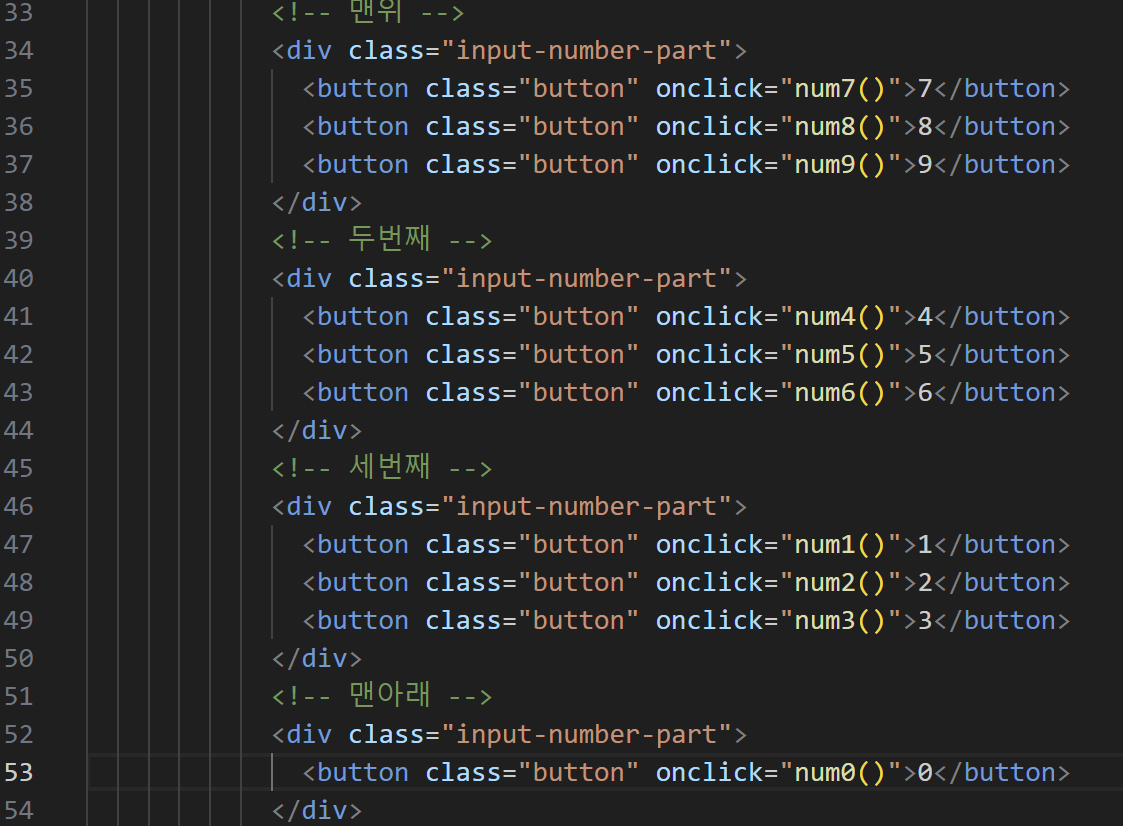 33 <!-- 맨위 -->
34 <div class="input-number-part">
35 <button class="button" onclick="num7()">7</button>
36 <button class="button" onclick="num8()">8</button>
37 <button class="button" onclick="num9()">9</button>
38 </div>
39 <!-- 두번째 -->
40 <div class="input-number-part">
41 <button class="button" onclick="num4()">4</button>
42 <button class="button" onclick="num5()">5</button>
43 <button class="button" onclick="num6()">6</button>
44 </div>
45 <!-- 세번째 -->
46 <div class="input-number-part">
47 <button class="button" onclick="num1()">1</button>
48 <button class="button" onclick="num2()">2</button>
49 <button class="button" onclick="num3()">3</button>
50 </div>
51 <!-- 맨아래 -->
52 <div class="input-number-part">
53 <button class="button" onclick="num0()">0</button>
54 </div>